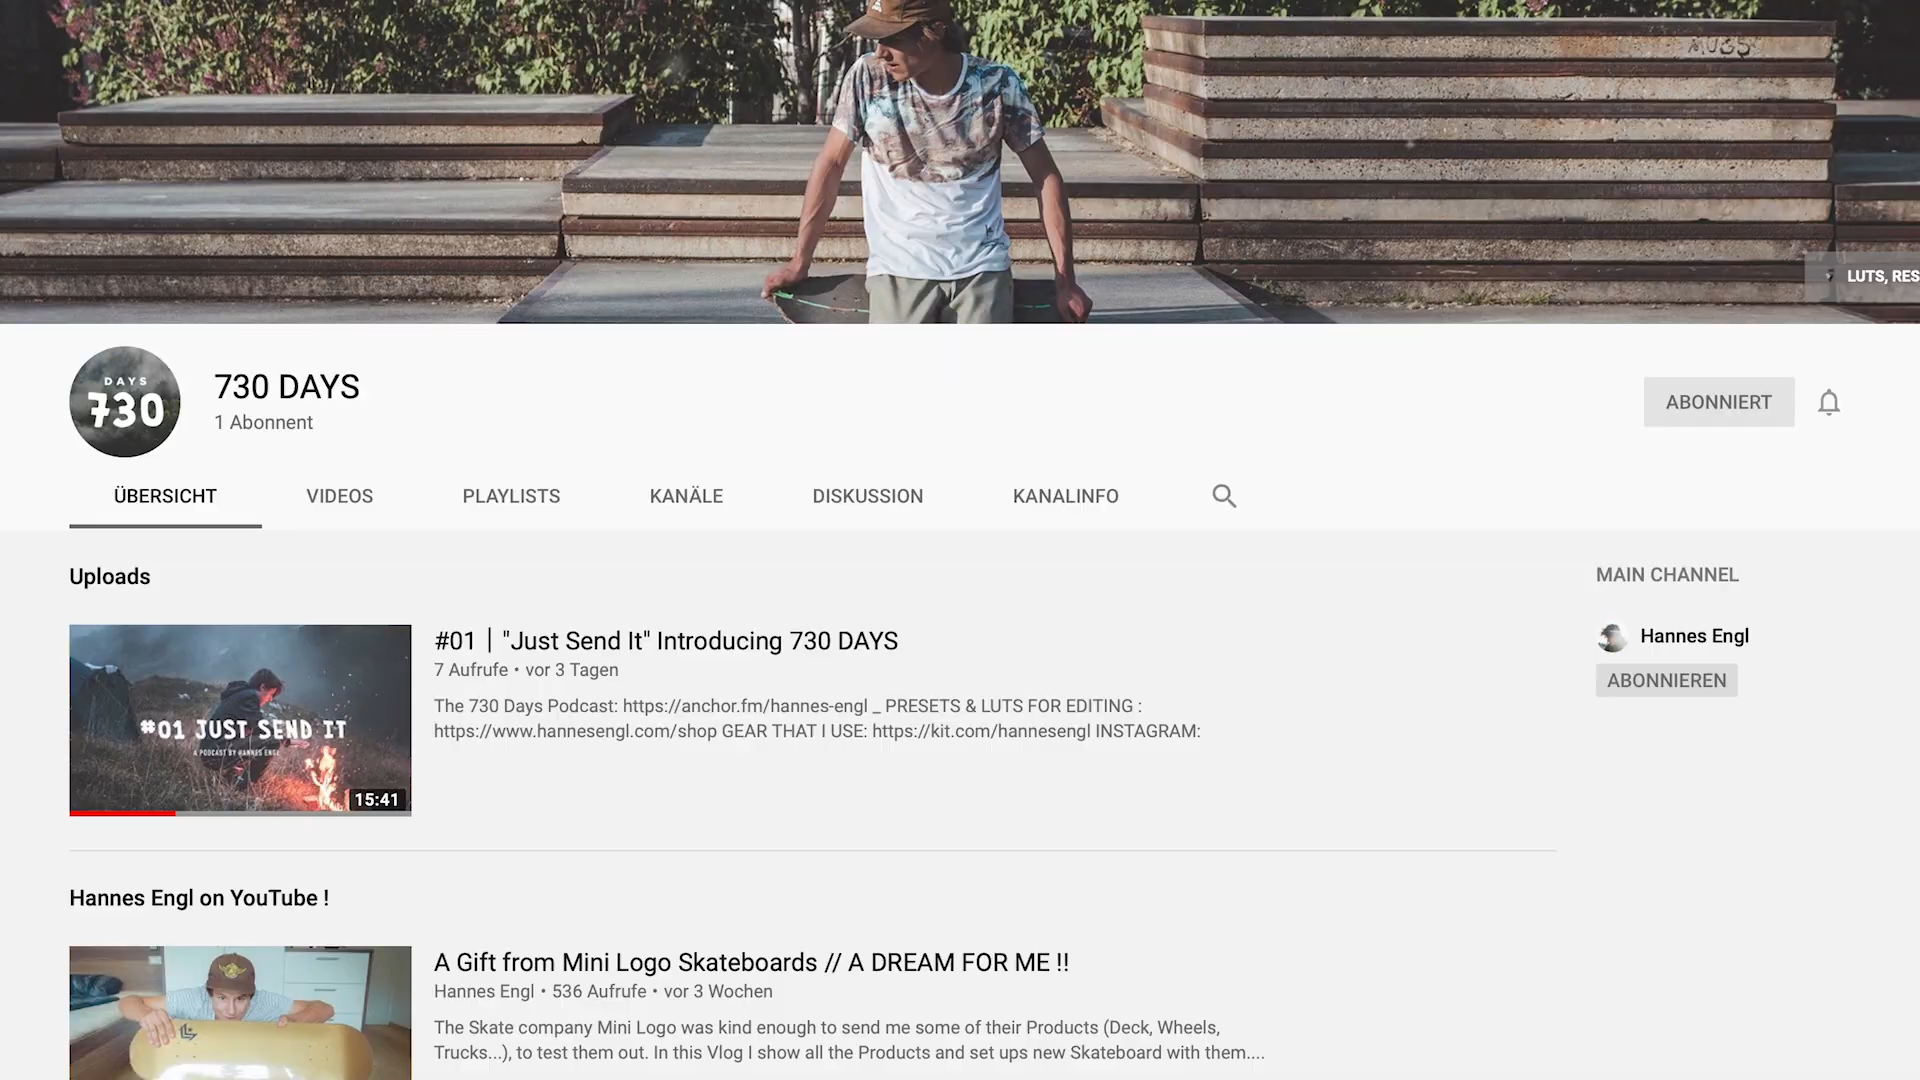 LUTS, RES
DAYS
730
730 DAYS
1 Abonnent
ABONNIERT
ÜBERSICHT
VIDEOS
PLAYLISTS
KANÄLE
DISKUSSION
KANALINFO
Uploads
MAIN CHANNEL
#01 JUST SEND IT
A PODCAST BY HANNES ENGL
15:41
#01 | "Just Send It" Introducing 730 DAYS
7 Aufrufe • vor 3 Tagen
The 730 Days Podcast: https://anchor.fm/hannes-engl _ PRESETS & LUTS FOR EDITING :
https://www.hannesengl.com/shop GEAR THAT I USE: https://kit.com/hannesengl INSTAGRAM:
Hannes Engl
ABONNIEREN
Hannes Engl on YouTube !
A Gift from Mini Logo Skateboards // A DREAM FOR ME !!
Hannes Engl • 536 Aufrufe • vor 3 Wochen
The Skate company Mini Logo was kind enough to send me some of their Products (Deck, Wheels,
Trucks...), to test them out. In this Vlog I show all the Products and set ups new Skateboard with them....